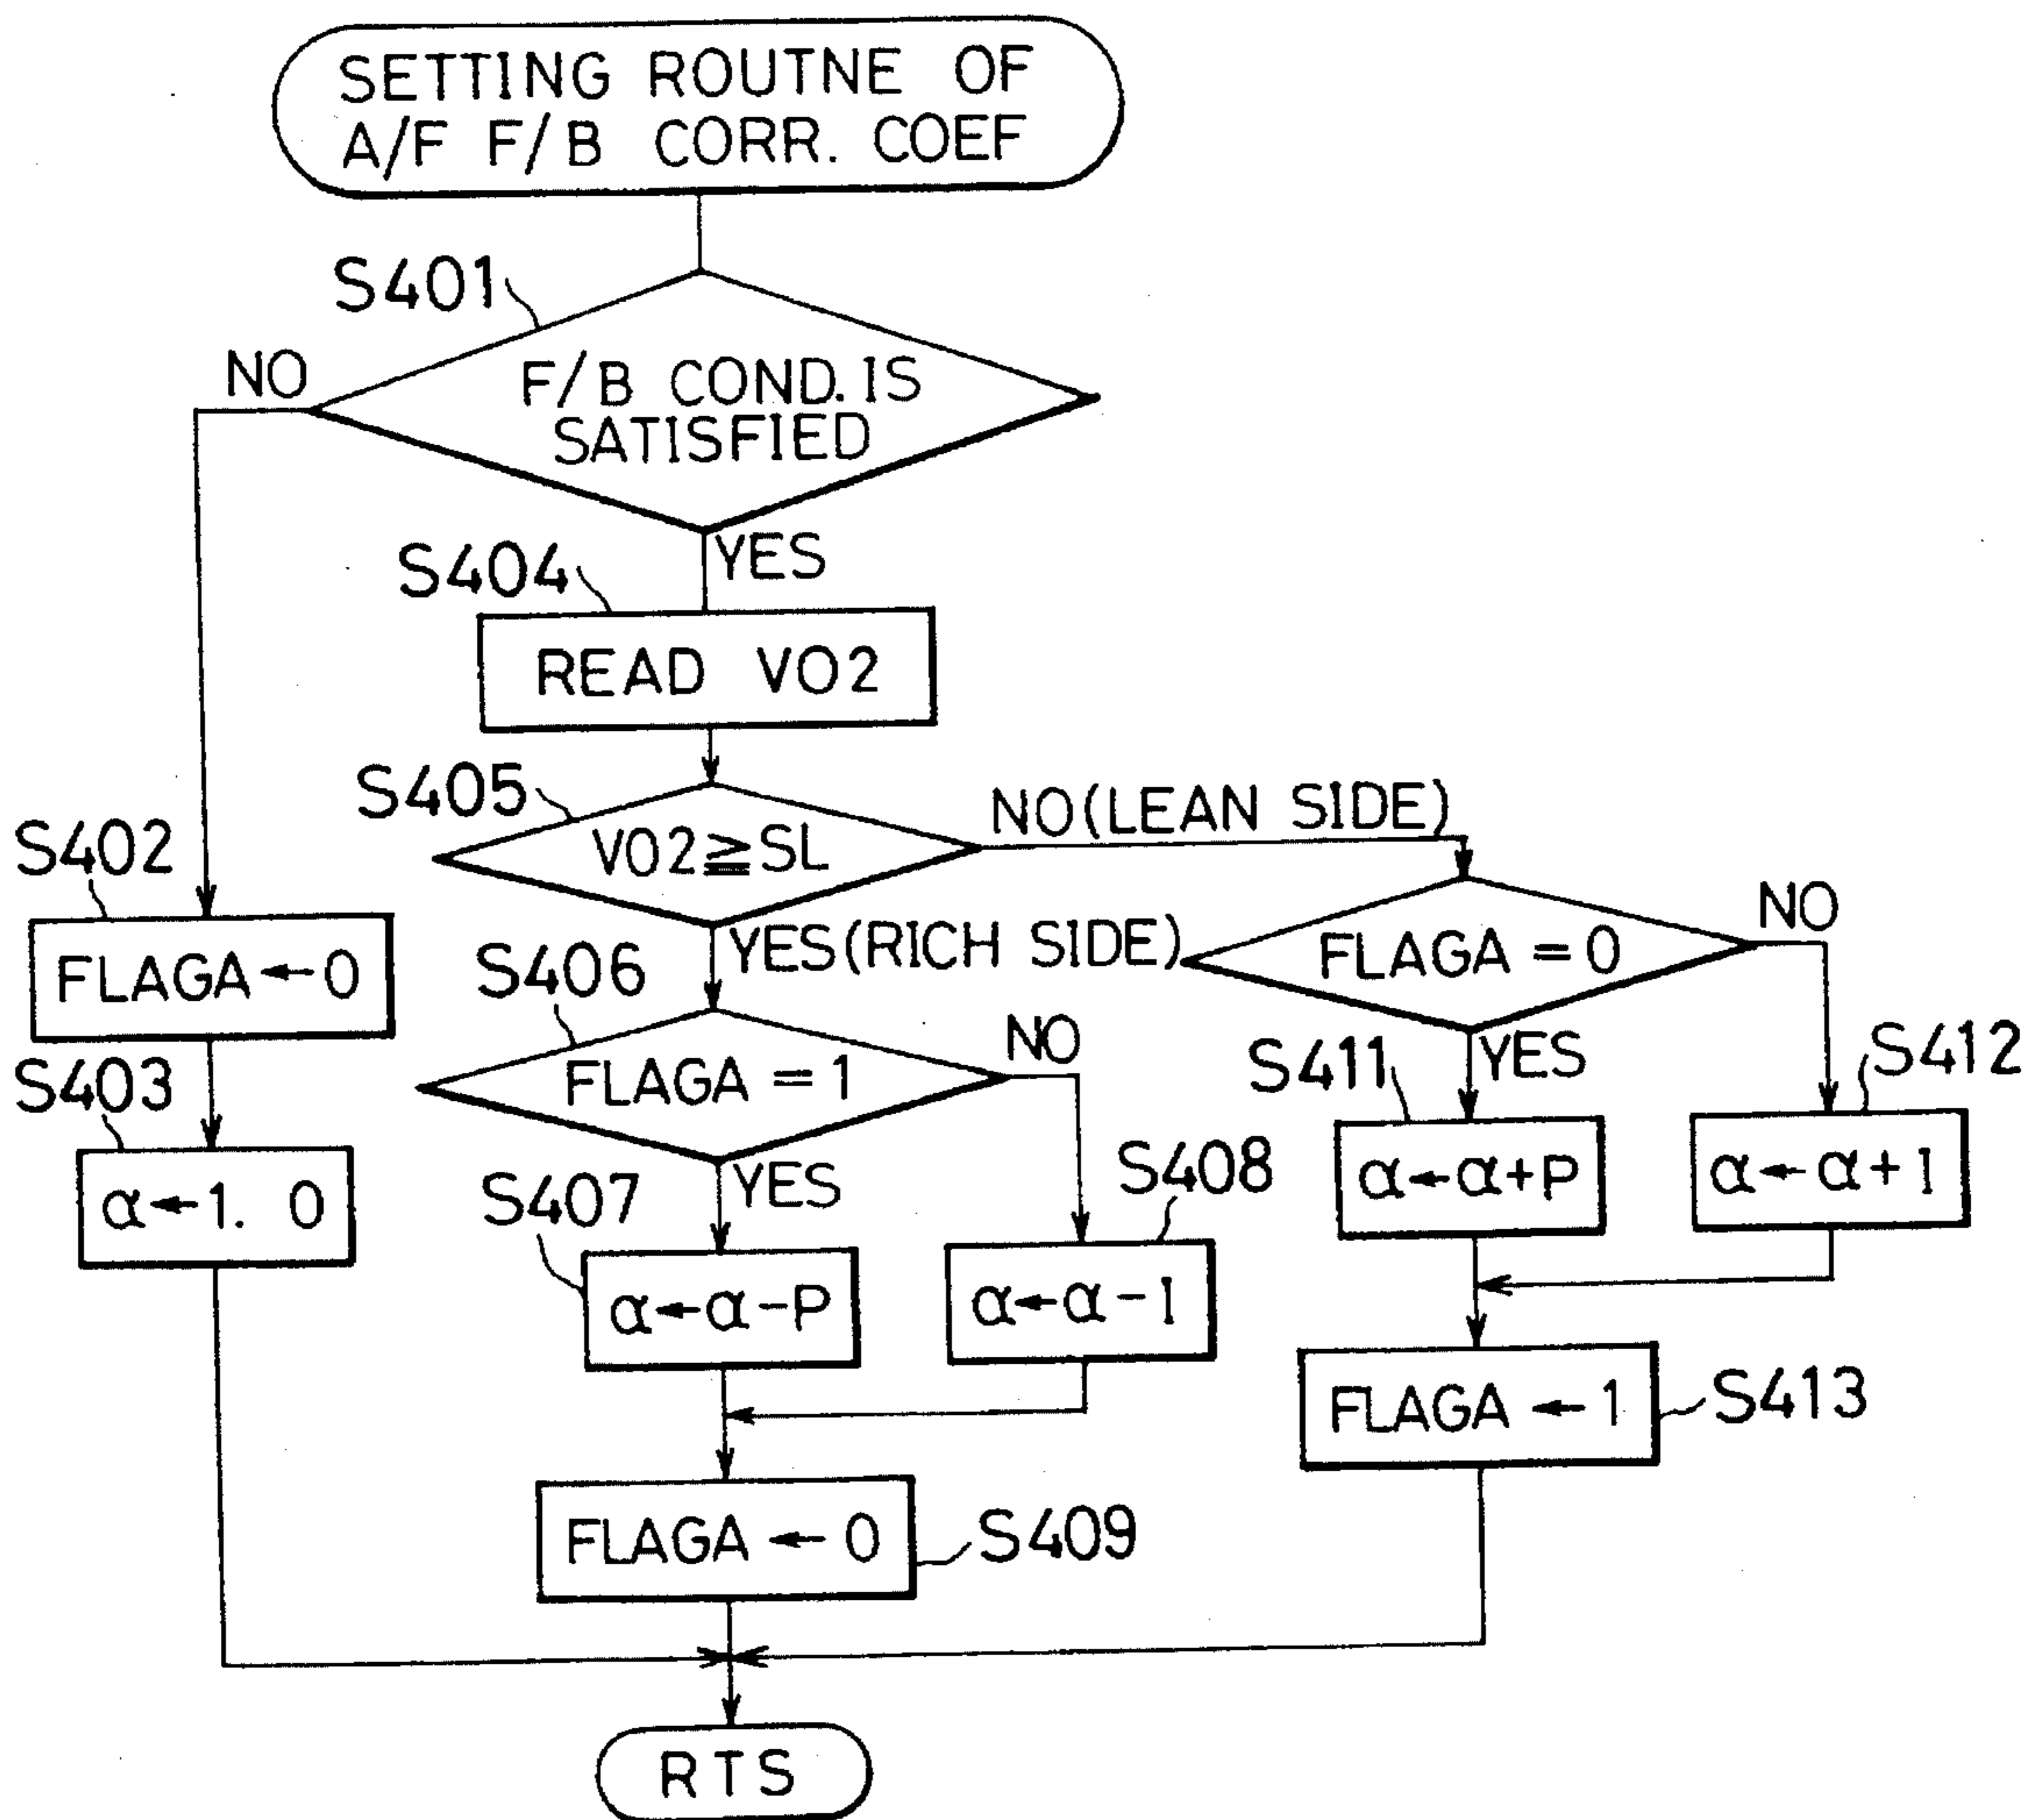 SETTING ROUTNE OF
A/F F/B CORR. COEF
S401
NO
F/B COND. IS
SATISFIED
YES
S404
READ VO2
S405
VO2≧SL
NO(LEAN SIDE)
YES(RICH SIDE)
S402
FLAGA←0
S403
α←1. 0
S406
FLAGA=1
NO
YES
S407
α←α-P
S408
α←α-I
FLAGA ← 0
S409
FLAGA=0
NO
YES
S411
α←α+P
S412
α←α+I
FLAGA ← 1
S413
RTS